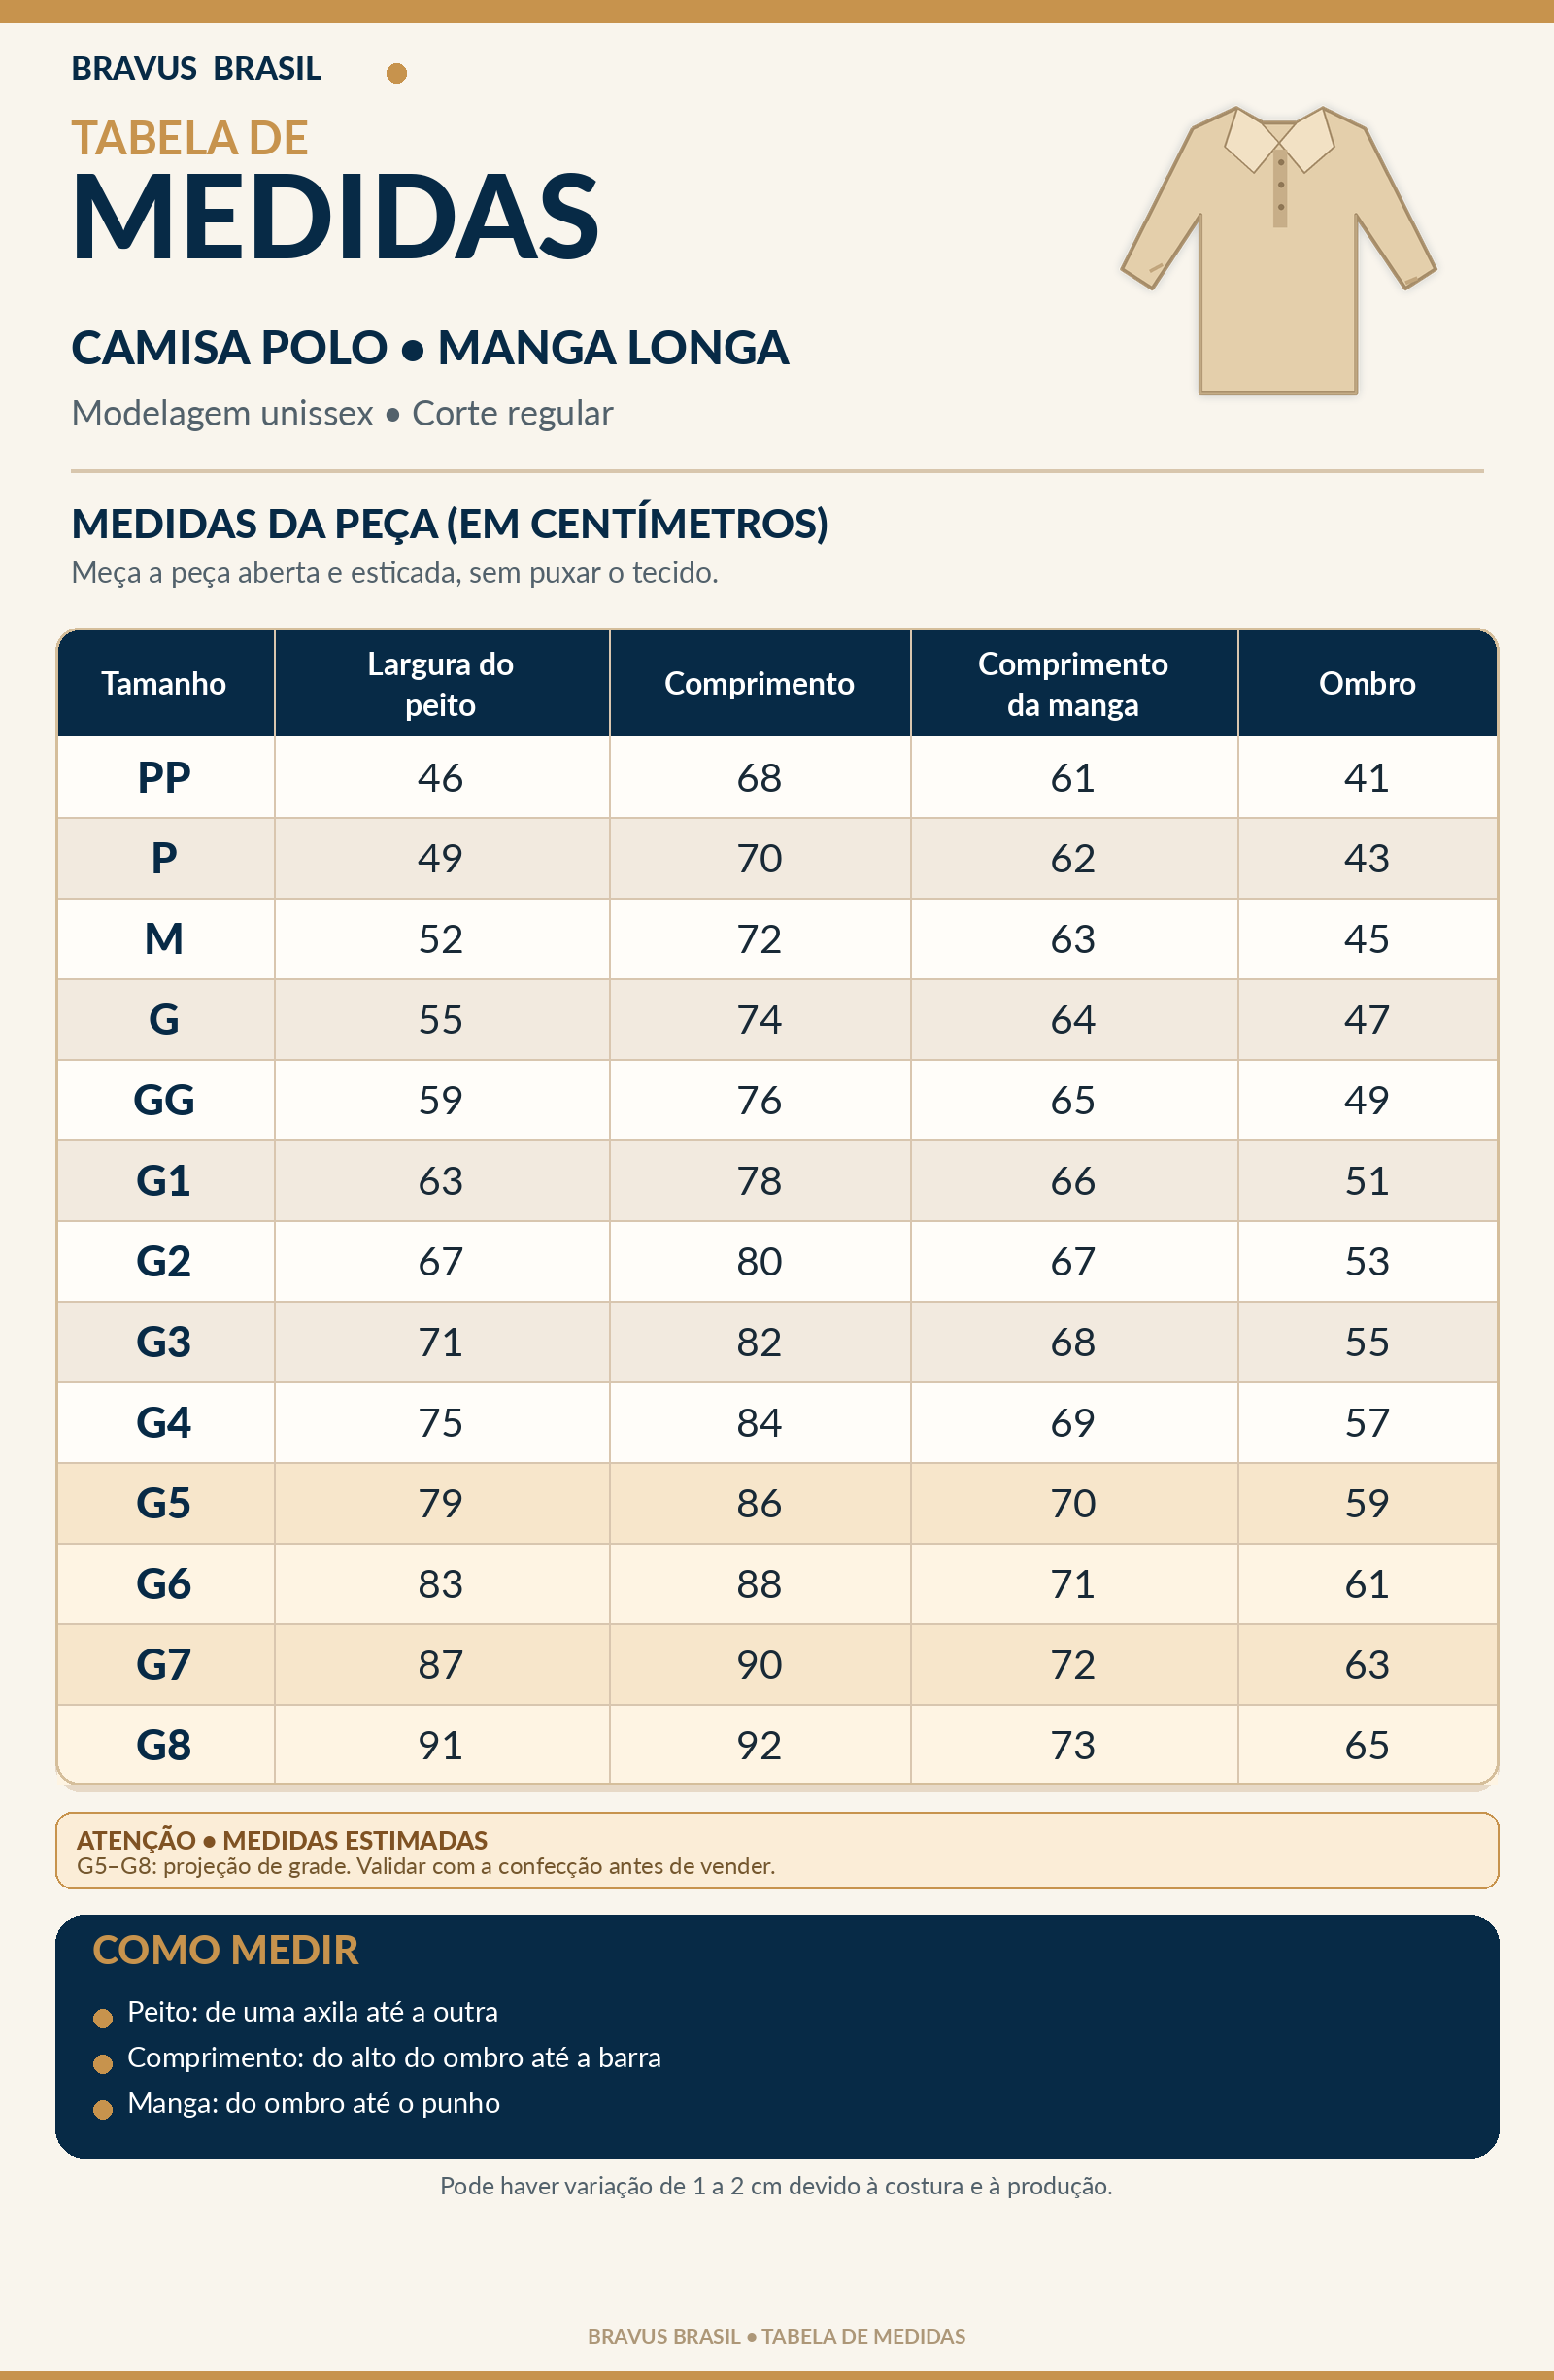 BRAVUS BRASIL
TABELA DE
MEDIDAS
CAMISA POLO • MANGA LONGA
Modelagem unissex • Corte regular
MEDIDAS DA PEÇA (EM CENTÍMETROS)
Meça a peça aberta e esticada, sem puxar o tecido.
Tamanho Largura do peito Comprimento Comprimento da manga Ombro
PP 46 68 61 41
P 49 70 62 43
M 52 72 63 45
G 55 74 64 47
GG 59 76 65 49
G1 63 78 66 51
G2 67 80 67 53
G3 71 82 68 55
G4 75 84 69 57
G5 79 86 70 59
G6 83 88 71 61
G7 87 90 72 63
G8 91 92 73 65
ATENÇÃO • MEDIDAS ESTIMADAS
G5–G8: projeção de grade. Validar com a confecção antes de vender.
COMO MEDIR
Peito: de uma axila até a outra
Comprimento: do alto do ombro até a barra
Manga: do ombro até o punho
Pode haver variação de 1 a 2 cm devido à costura e à produção.
BRAVUS BRASIL • TABELA DE MEDIDAS